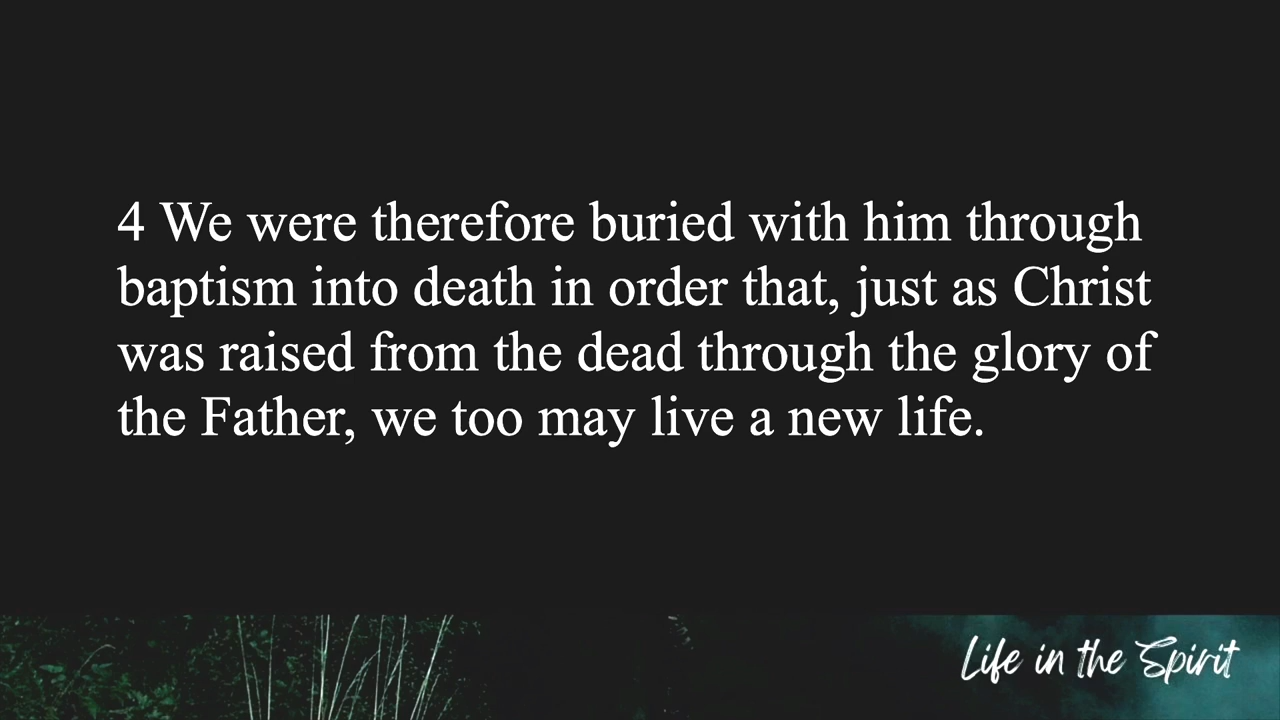 4 We were therefore buried with him through
baptism into death in order that, just as Christ
was raised from the dead through the glory of
the Father, we too may live a new life.
Life in the Spirit